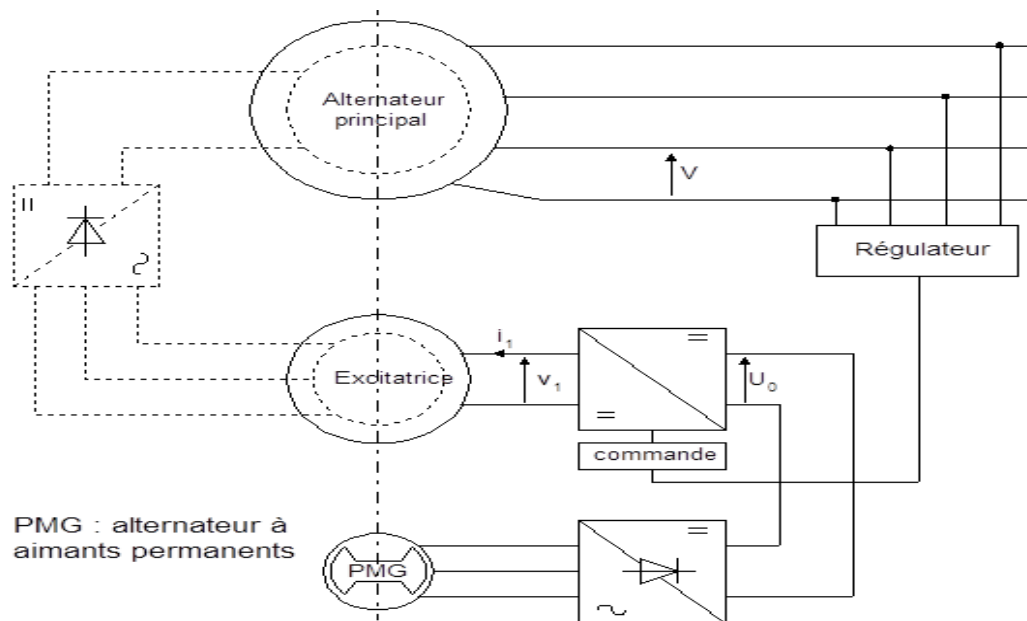 Alternateur
principal
V
Régulateur
i₁
Excitatrice
v₁
U₀
commande
PMG : alternateur à
aimants permanents
PMG